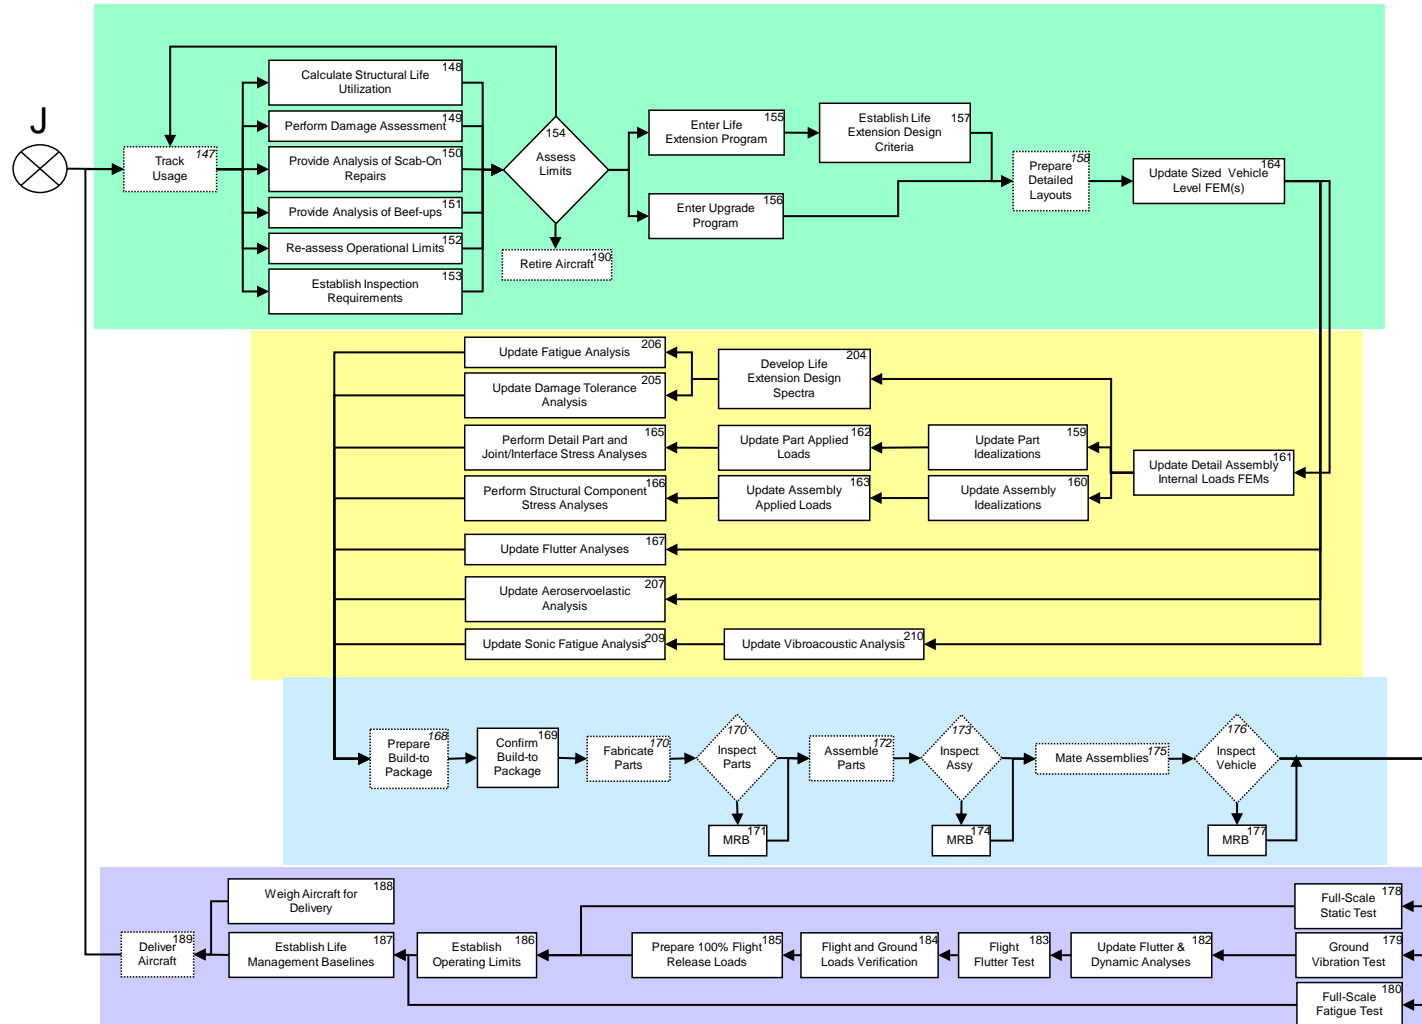 J
147
Track
Usage
148
Calculate Structural Life
Utilization
149
Perform Damage Assessment
150
Provide Analysis of Scab-On
Repairs
151
Provide Analysis of Beef-ups
152
Re-assess Operational Limits
153
Establish Inspection
Requirements
154
Assess
Limits
190
Retire Aircraft
155
Enter Life
Extension Program
156
Enter Upgrade
Program
157
Establish Life
Extension Design
Criteria
158
Prepare
Detailed
Layouts
164
Update Sized Vehicle
Level FEM(s)
206
Update Fatigue Analysis
205
Update Damage Tolerance
Analysis
204
Develop Life
Extension Design
Spectra
165
Perform Detail Part and
Joint/Interface Stress Analyses
162
Update Part Applied
Loads
159
Update Part
Idealizations
161
Update Detail Assembly
Internal Loads FEMs
166
Perform Structural Component
Stress Analyses
163
Update Assembly
Applied Loads
160
Update Assembly
Idealizations
167
Update Flutter Analyses
207
Update Aeroservoelastic
Analysis
209
Update Sonic Fatigue Analysis
210
Update Vibroacoustic Analysis
168
Prepare
Build-to
Package
169
Confirm
Build-to
Package
170
Fabricate
Parts
170
Inspect
Parts
171
MRB
172
Assemble
Parts
173
Inspect
Assy
174
MRB
175
Mate Assemblies
176
Inspect
Vehicle
177
MRB
188
Weigh Aircraft for
Delivery
189
Deliver
Aircraft
187
Establish Life
Management Baselines
186
Establish
Operating Limits
185
Prepare 100% Flight
Release Loads
184
Flight and Ground
Loads Verification
183
Flight
Flutter Test
182
Update Flutter &
Dynamic Analyses
178
Full-Scale
Static Test
179
Ground
Vibration Test
180
Full-Scale
Fatigue Test